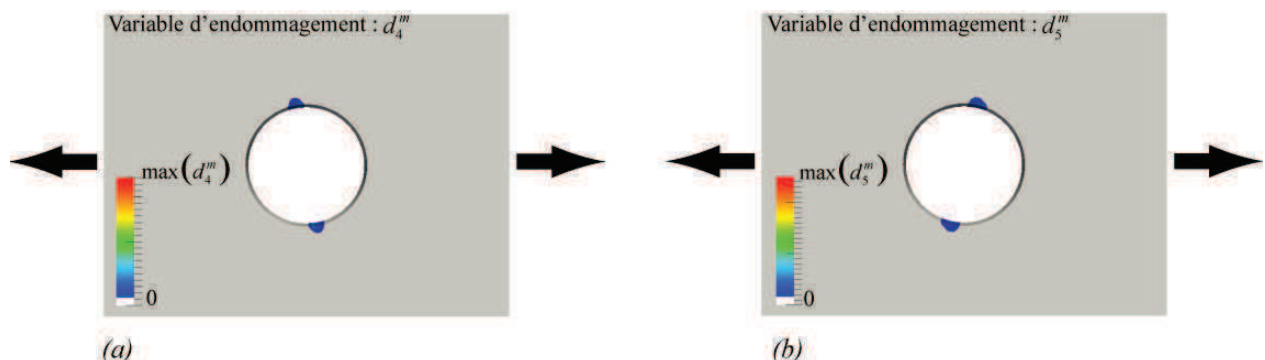 Variable d'endommagement : d₄ᵐ
max(d₄ᵐ)
0
(a)
Variable d'endommagement : d₅ᵐ
max(d₅ᵐ)
0
(b)